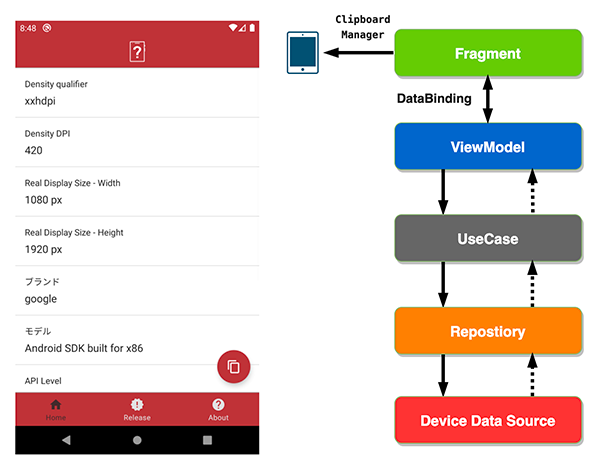 8:48
?
Density qualifier
xxhdpi
Density DPI
420
Real Display Size - Width
1080 px
Real Display Size - Height
1920 px
ブランド
google
モデル
Android SDK built for x86
API Level
Home
Release
About
Clipboard
Manager
Fragment
DataBinding
ViewModel
UseCase
Repostiory
Device Data Source